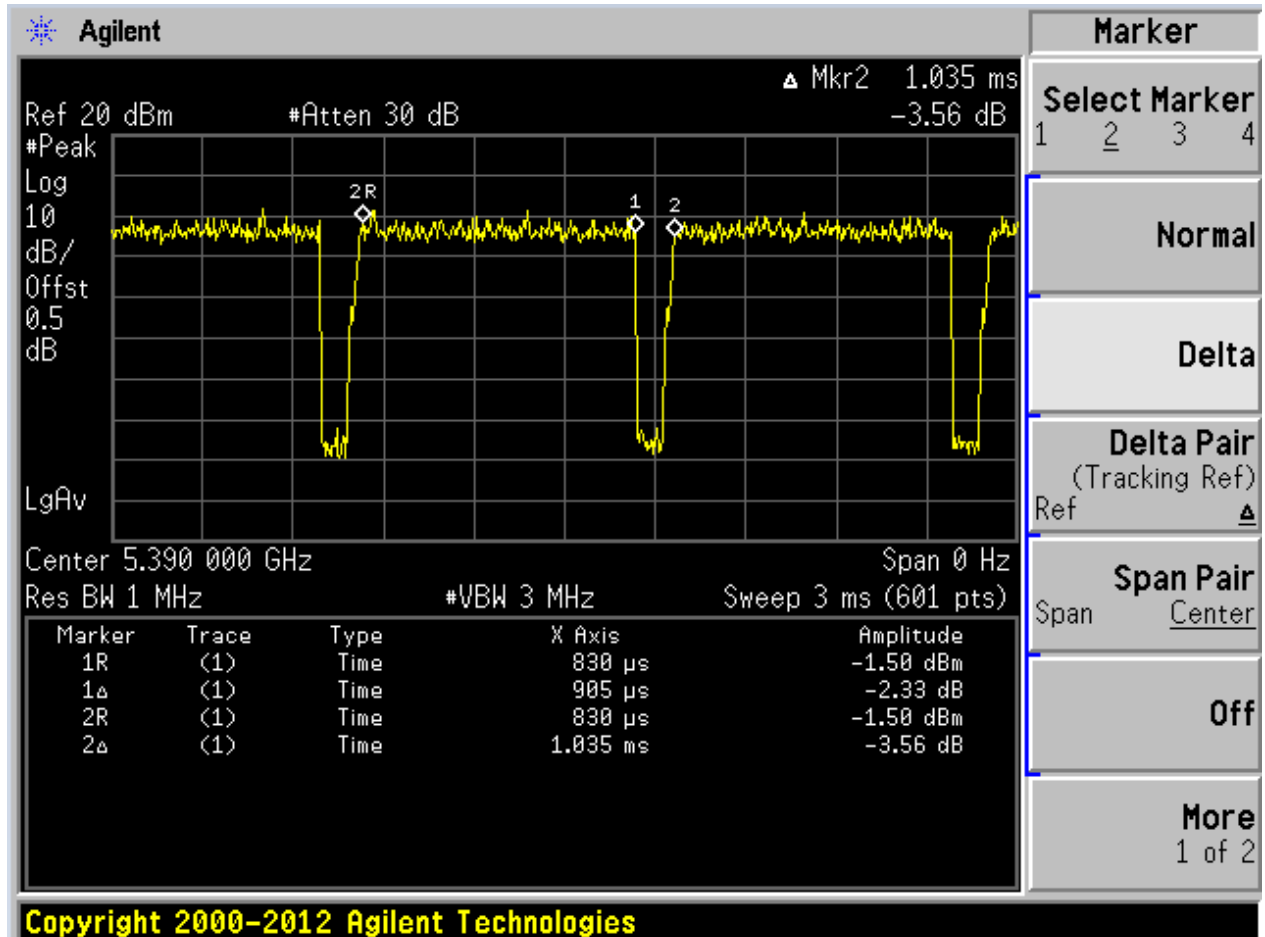 Agilent
Marker
Δ Mkr2 1.035 ms
Ref 20 dBm #Atten 30 dB -3.56 dB
Select Marker
1 2 3 4
#Peak
Log
10
dB/
Offst
0.5
dB
2R
1
2
Normal
Delta
LgAv
Delta Pair
(Tracking Ref)
Ref Δ
Center 5.390 000 GHz Span 0 Hz
Res BW 1 MHz #VBW 3 MHz Sweep 3 ms (601 pts)
Span Pair
Span Center
Marker Trace Type X Axis Amplitude
1R (1) Time 830 µs -1.50 dBm
1Δ (1) Time 905 µs -2.33 dB
2R (1) Time 830 µs -1.50 dBm
2Δ (1) Time 1.035 ms -3.56 dB
Off
More
1 of 2
Copyright 2000-2012 Agilent Technologies